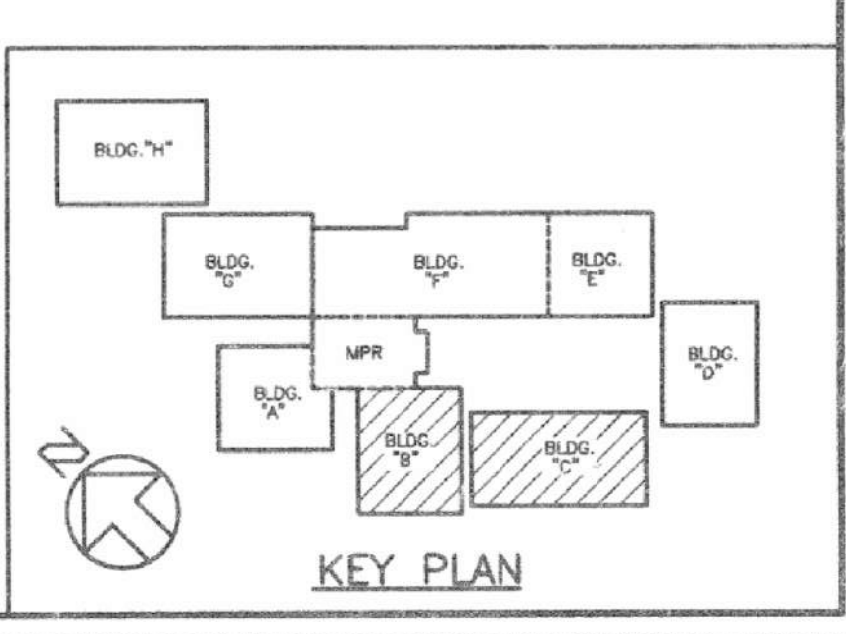 BLDG. "H"
BLDG.
"G"
BLDG.
"F"
BLDG.
"E"
MPR
BLDG.
"D"
BLDG.
"A"
BLDG.
"B"
BLDG.
"C"
N
KEY PLAN